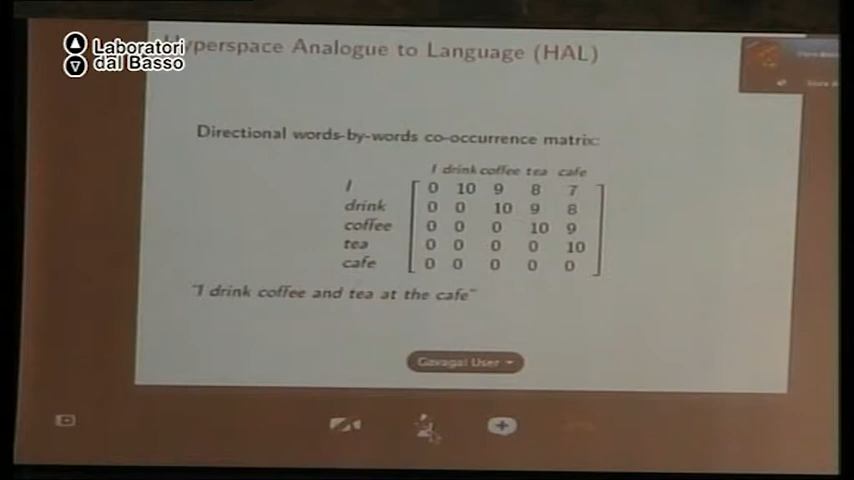 Laboratori
dal Basso
yperspace Analogue to Language (HAL)
Directional words-by-words co-occurrence matrix:
I drink coffee tea cafe
I 0 10 9 8 7
drink 0 0 10 9 8
coffee 0 0 0 10 9
tea 0 0 0 0 10
cafe 0 0 0 0 0
"I drink coffee and tea at the cafe"
Gavagai User